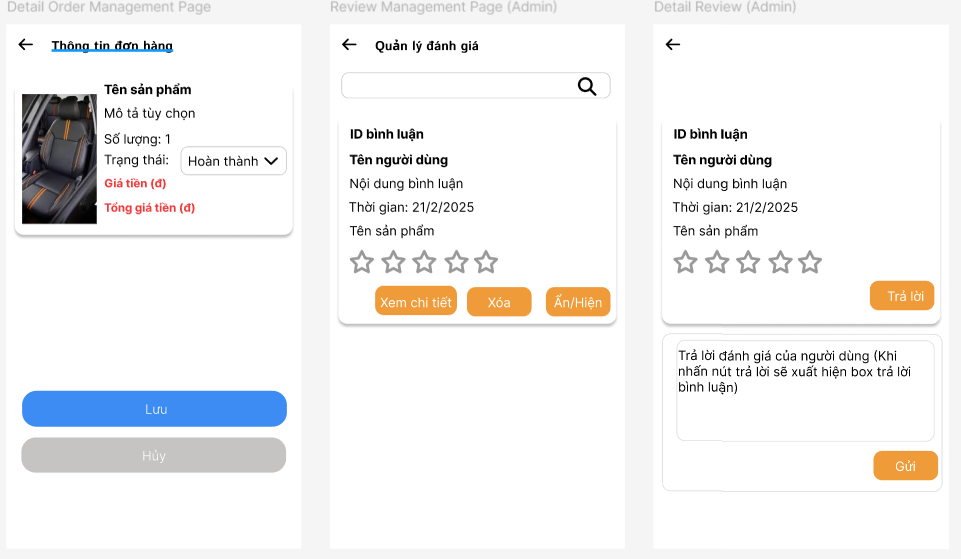 Detail Order Management Page
Thông tin đơn hàng
Tên sản phẩm
Mô tả tùy chọn
Số lượng: 1
Trạng thái:
Hoàn thành
Giá tiền (đ)
Tổng giá tiền (đ)
Lưu
Hủy
Review Management Page (Admin)
Quản lý đánh giá
ID bình luận
Tên người dùng
Nội dung bình luận
Thời gian: 21/2/2025
Tên sản phẩm
Xem chi tiết
Xóa
Ẩn/Hiện
Detail Review (Admin)
ID bình luận
Tên người dùng
Nội dung bình luận
Thời gian: 21/2/2025
Tên sản phẩm
Trả lời
Trả lời đánh giá của người dùng (Khi
nhấn nút trả lời sẽ xuất hiện box trả lời
bình luận)
Gửi